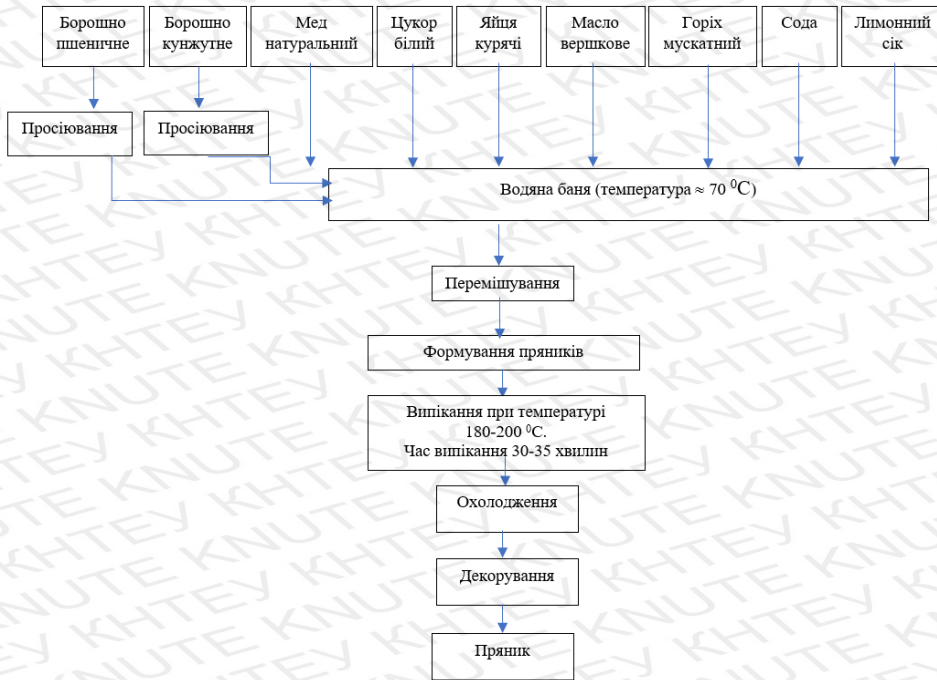 Борошно пшеничне
Борошно кунжутне
Мед натуральний
Цукор білий
Яйця курячі
Масло вершкове
Горіх мускатний
Сода
Лимонний сік
Просіювання
Просіювання
Водяна баня (температура ≈ 70 ⁰С)
Перемішування
Формування пряників
Випікання при температурі
180-200 ⁰С.
Час випікання 30-35 хвилин
Охолодження
Декорування
Пряник
KNUTE KHTEУ